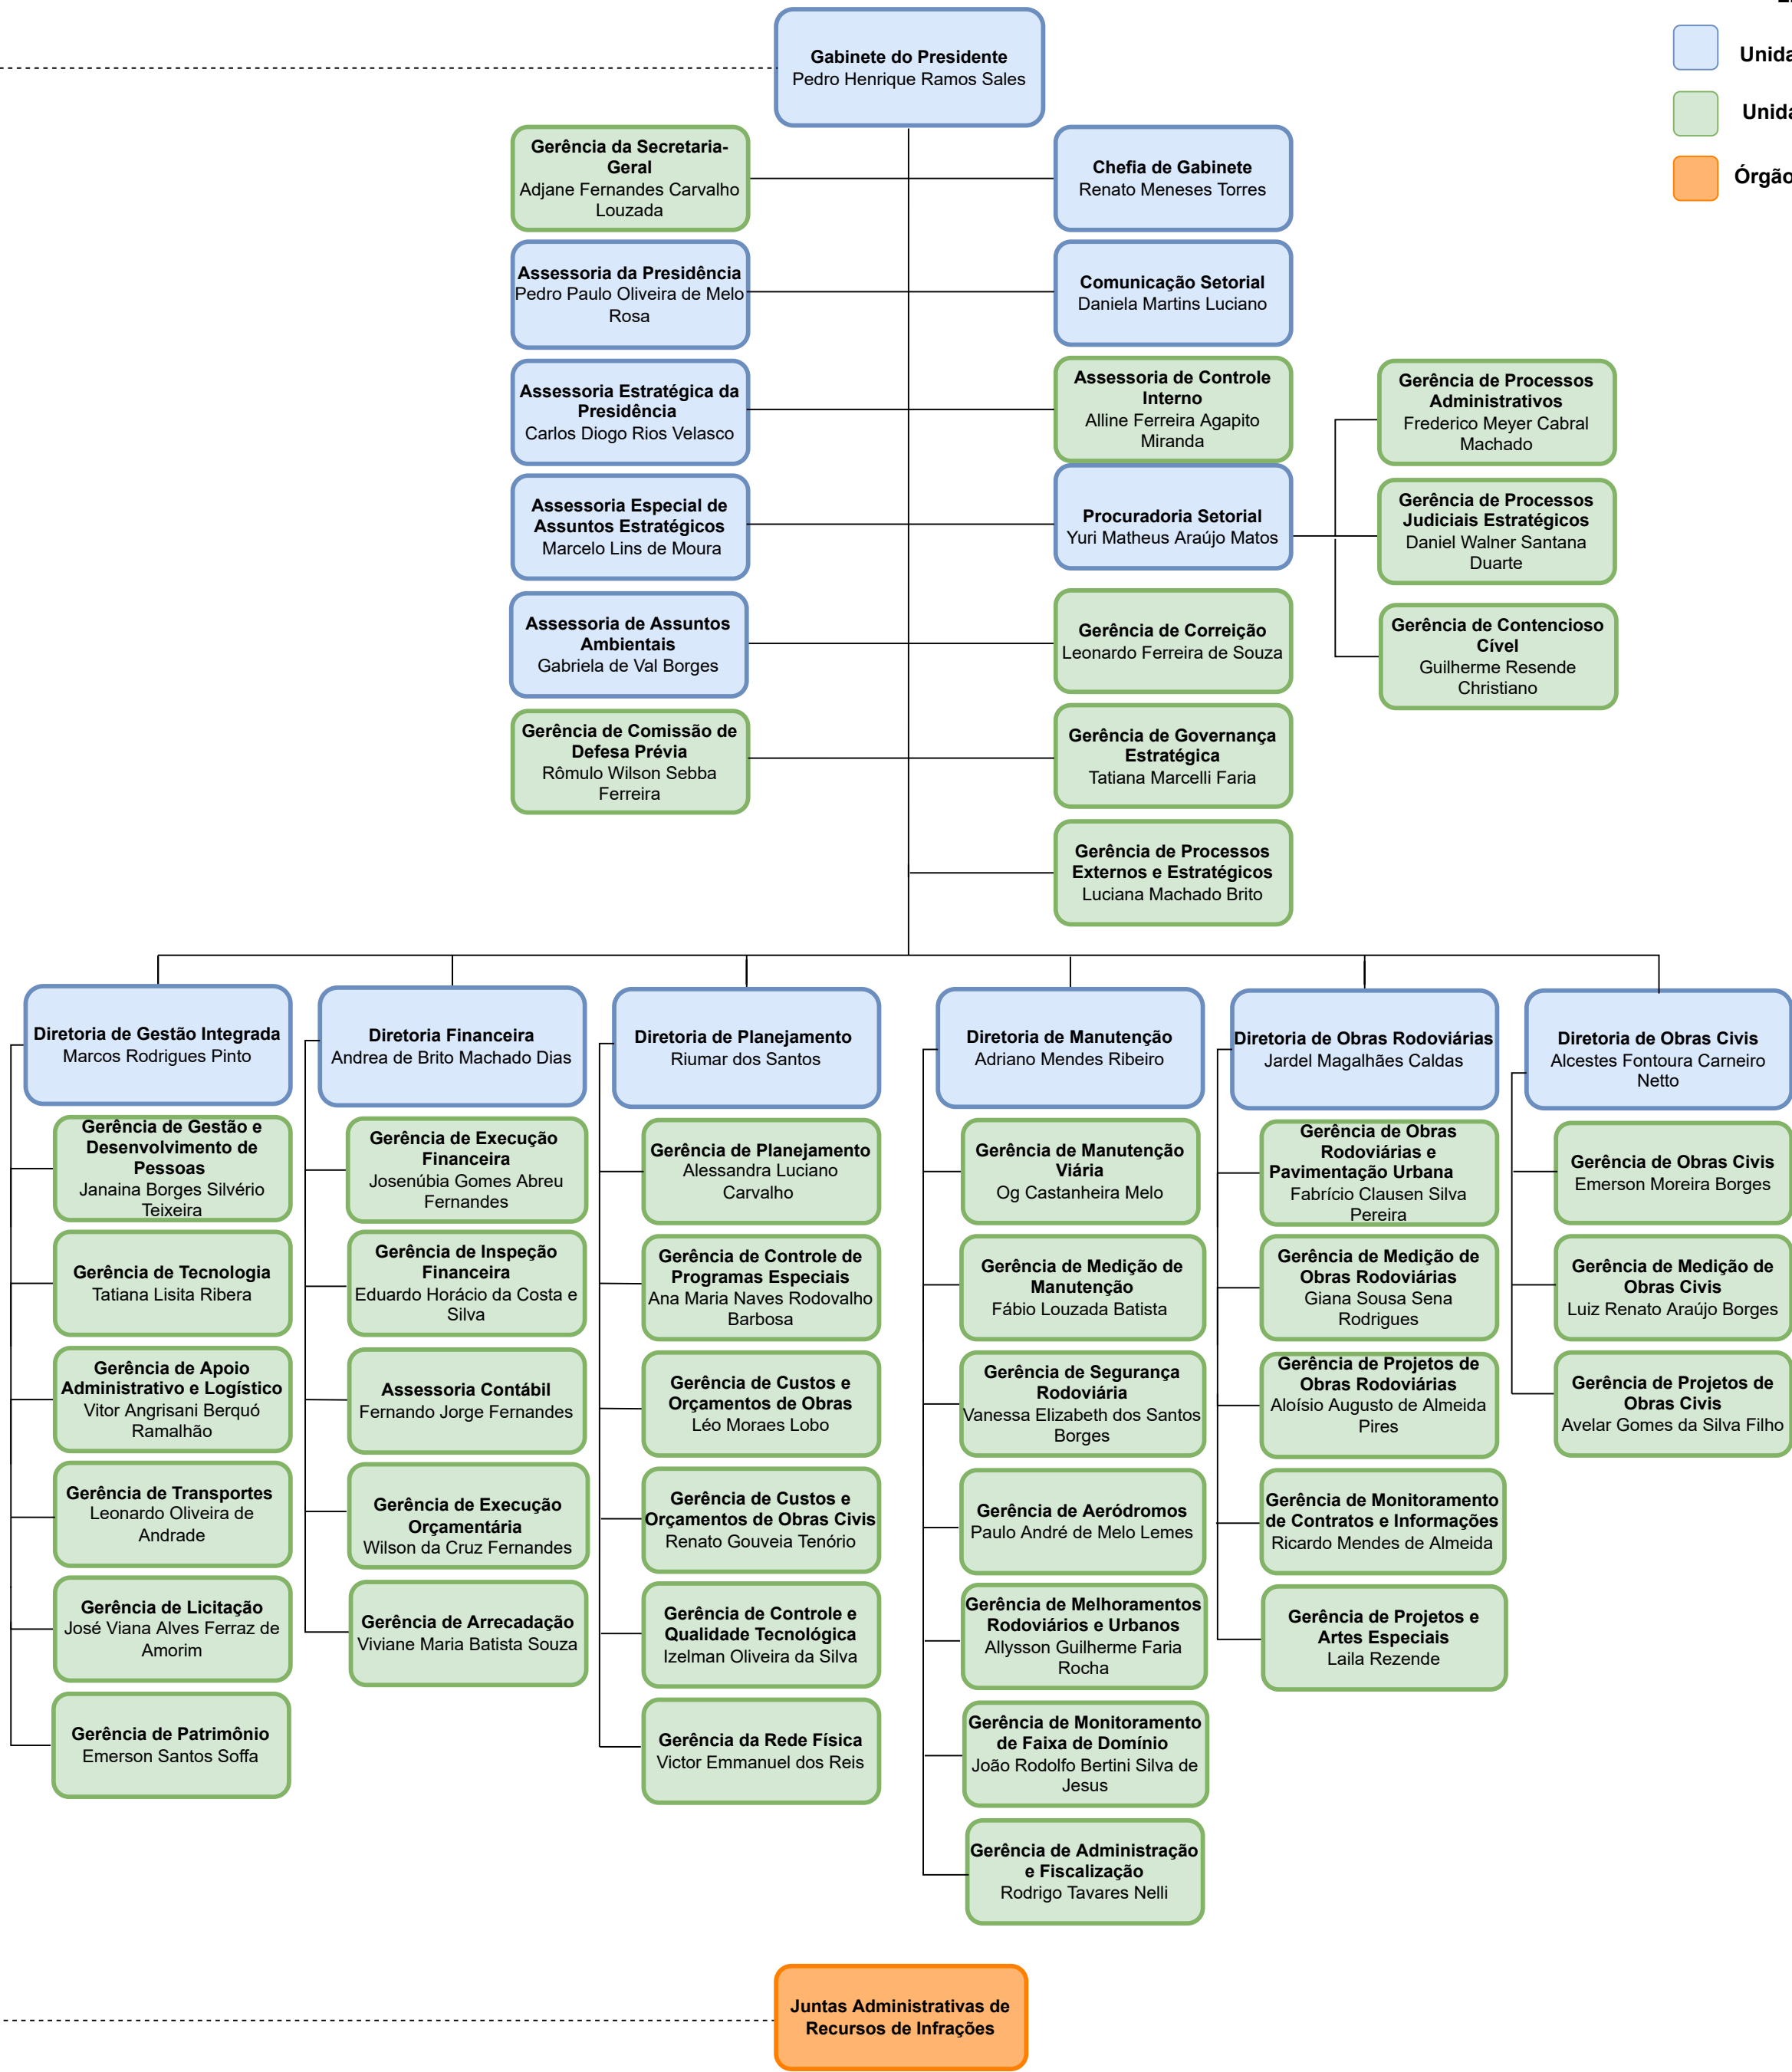 Gabinete do Presidente
Pedro Henrique Ramos Sales
Unida
Unida
Órgão
Gerência da Secretaria-
Geral
Adjane Fernandes Carvalho
Louzada
Chefia de Gabinete
Renato Meneses Torres
Assessoria da Presidência
Pedro Paulo Oliveira de Melo
Rosa
Comunicação Setorial
Daniela Martins Luciano
Assessoria Estratégica da
Presidência
Carlos Diogo Rios Velasco
Assessoria de Controle
Interno
Alline Ferreira Agapito
Miranda
Gerência de Processos
Administrativos
Frederico Meyer Cabral
Machado
Assessoria Especial de
Assuntos Estratégicos
Marcelo Lins de Moura
Procuradoria Setorial
Yuri Matheus Araújo Matos
Gerência de Processos
Judiciais Estratégicos
Daniel Walner Santana
Duarte
Assessoria de Assuntos
Ambientais
Gabriela de Val Borges
Gerência de Correição
Leonardo Ferreira de Souza
Gerência de Contencioso
Cível
Guilherme Resende
Christiano
Gerência de Comissão de
Defesa Prévia
Rômulo Wilson Sebba
Ferreira
Gerência de Governança
Estratégica
Tatiana Marcelli Faria
Gerência de Processos
Externos e Estratégicos
Luciana Machado Brito
Diretoria de Gestão Integrada
Marcos Rodrigues Pinto
Gerência de Gestão e
Desenvolvimento de
Pessoas
Janaina Borges Silvério
Teixeira
Gerência de Tecnologia
Tatiana Lisita Ribera
Gerência de Apoio
Administrativo e Logístico
Vitor Angrisani Berquó
Ramalhão
Gerência de Transportes
Leonardo Oliveira de
Andrade
Gerência de Licitação
José Viana Alves Ferraz de
Amorim
Gerência de Patrimônio
Emerson Santos Soffa
Diretoria Financeira
Andrea de Brito Machado Dias
Gerência de Execução
Financeira
Josenúbia Gomes Abreu
Fernandes
Gerência de Inspeção
Financeira
Eduardo Horácio da Costa e
Silva
Assessoria Contábil
Fernando Jorge Fernandes
Gerência de Execução
Orçamentária
Wilson da Cruz Fernandes
Gerência de Arrecadação
Viviane Maria Batista Souza
Diretoria de Planejamento
Riumar dos Santos
Gerência de Planejamento
Alessandra Luciano
Carvalho
Gerência de Controle de
Programas Especiais
Ana Maria Naves Rodovalho
Barbosa
Gerência de Custos e
Orçamentos de Obras
Léo Moraes Lobo
Gerência de Custos e
Orçamentos de Obras Civis
Renato Gouveia Tenório
Gerência de Controle e
Qualidade Tecnológica
Izelman Oliveira da Silva
Gerência da Rede Física
Victor Emmanuel dos Reis
Diretoria de Manutenção
Adriano Mendes Ribeiro
Gerência de Manutenção
Viária
Og Castanheira Melo
Gerência de Medição de
Manutenção
Fábio Louzada Batista
Gerência de Segurança
Rodoviária
Vanessa Elizabeth dos Santos
Borges
Gerência de Aeródromos
Paulo André de Melo Lemes
Gerência de Melhoramentos
Rodoviários e Urbanos
Allysson Guilherme Faria
Rocha
Gerência de Monitoramento
de Faixa de Domínio
João Rodolfo Bertini Silva de
Jesus
Gerência de Administração
e Fiscalização
Rodrigo Tavares Nelli
Diretoria de Obras Rodoviárias
Jardel Magalhães Caldas
Gerência de Obras
Rodoviárias e
Pavimentação Urbana
Fabrício Clausen Silva
Pereira
Gerência de Medição de
Obras Rodoviárias
Giana Sousa Sena
Rodrigues
Gerência de Projetos de
Obras Rodoviárias
Aloísio Augusto de Almeida
Pires
Gerência de Monitoramento
de Contratos e Informações
Ricardo Mendes de Almeida
Gerência de Projetos e
Artes Especiais
Laila Rezende
Diretoria de Obras Civis
Alcestes Fontoura Carneiro
Netto
Gerência de Obras Civis
Emerson Moreira Borges
Gerência de Medição de
Obras Civis
Luiz Renato Araújo Borges
Gerência de Projetos de
Obras Civis
Avelar Gomes da Silva Filho
Juntas Administrativas de
Recursos de Infrações